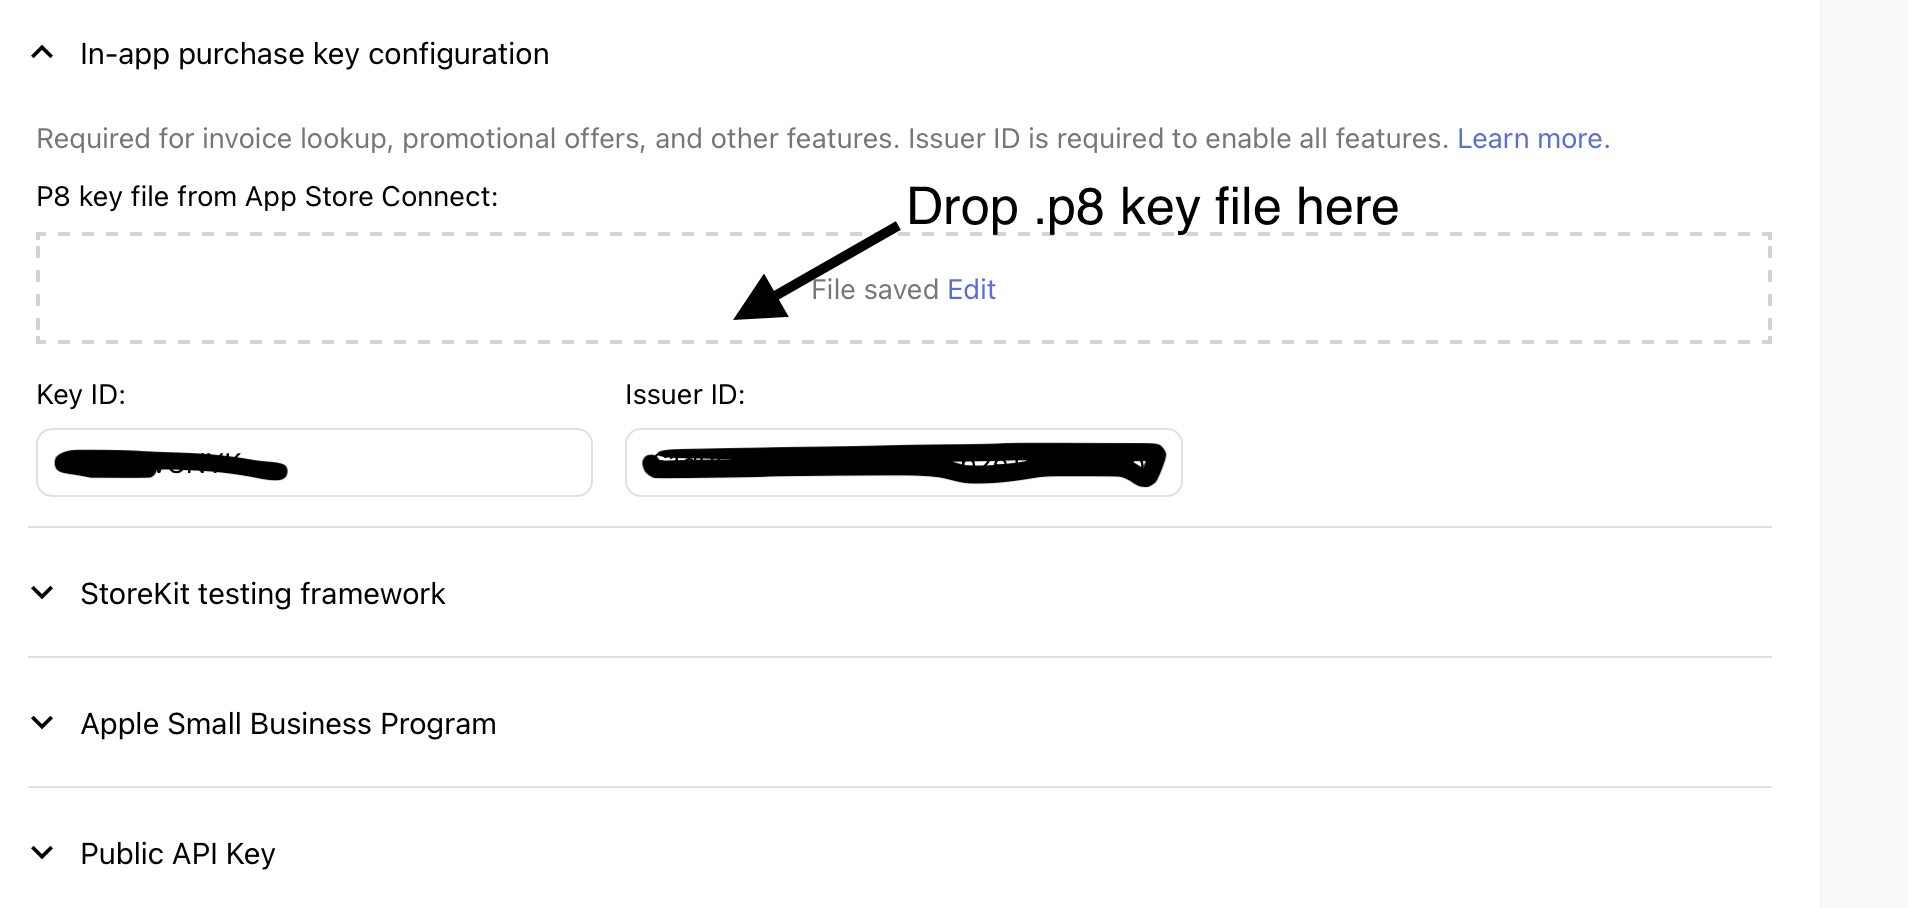 In-app purchase key configuration
Required for invoice lookup, promotional offers, and other features. Issuer ID is required to enable all features. Learn more.
P8 key file from App Store Connect:
Drop .p8 key file here
File saved Edit
Key ID:
Issuer ID:
StoreKit testing framework
Apple Small Business Program
Public API Key